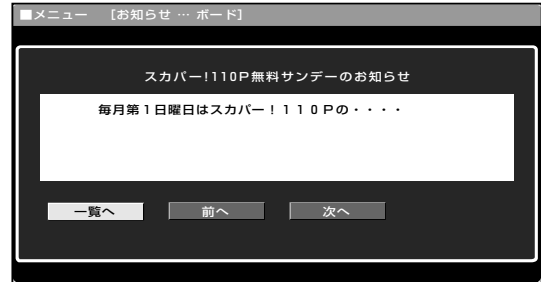 ■メニュー　[お知らせ … ボード]
スカパー!110P無料サンデーのお知らせ
毎月第１日曜日はスカパー！１１０Ｐの・・・・
一覧へ　前へ　次へ